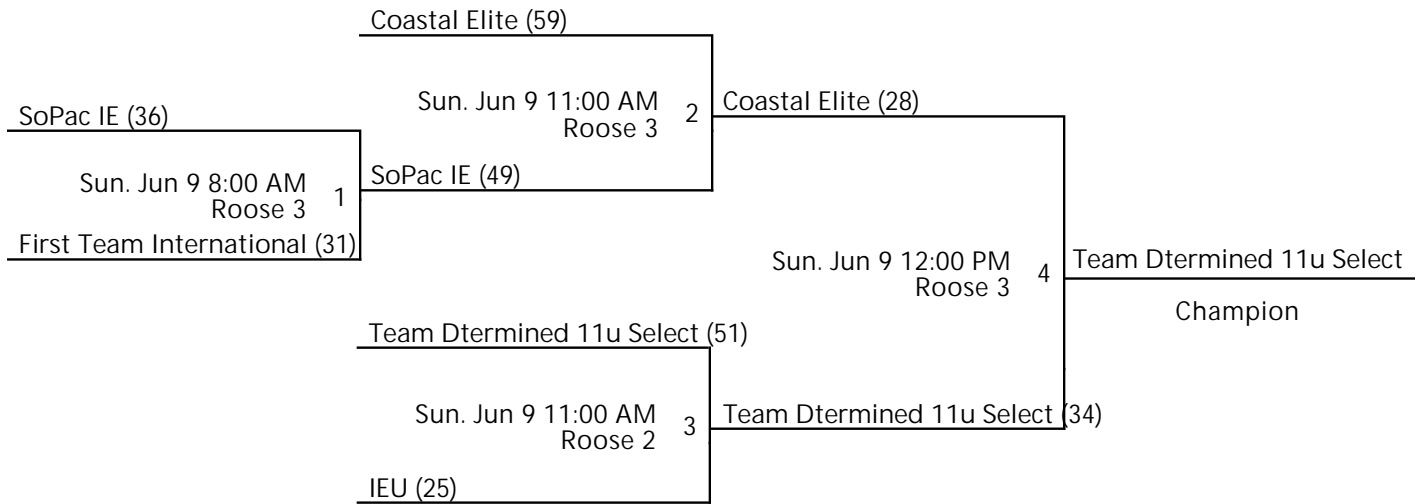 Coastal Elite (59)
SoPac IE (36)
Sun. Jun 9 11:00 AM
Roose 3
2
Coastal Elite (28)
Sun. Jun 9 8:00 AM
Roose 3
1
SoPac IE (49)
First Team International (31)
Sun. Jun 9 12:00 PM
Roose 3
4
Team Dtermined 11u Select
Champion
Team Dtermined 11u Select (51)
Sun. Jun 9 11:00 AM
Roose 2
3
Team Dtermined 11u Select (34)
IEU (25)